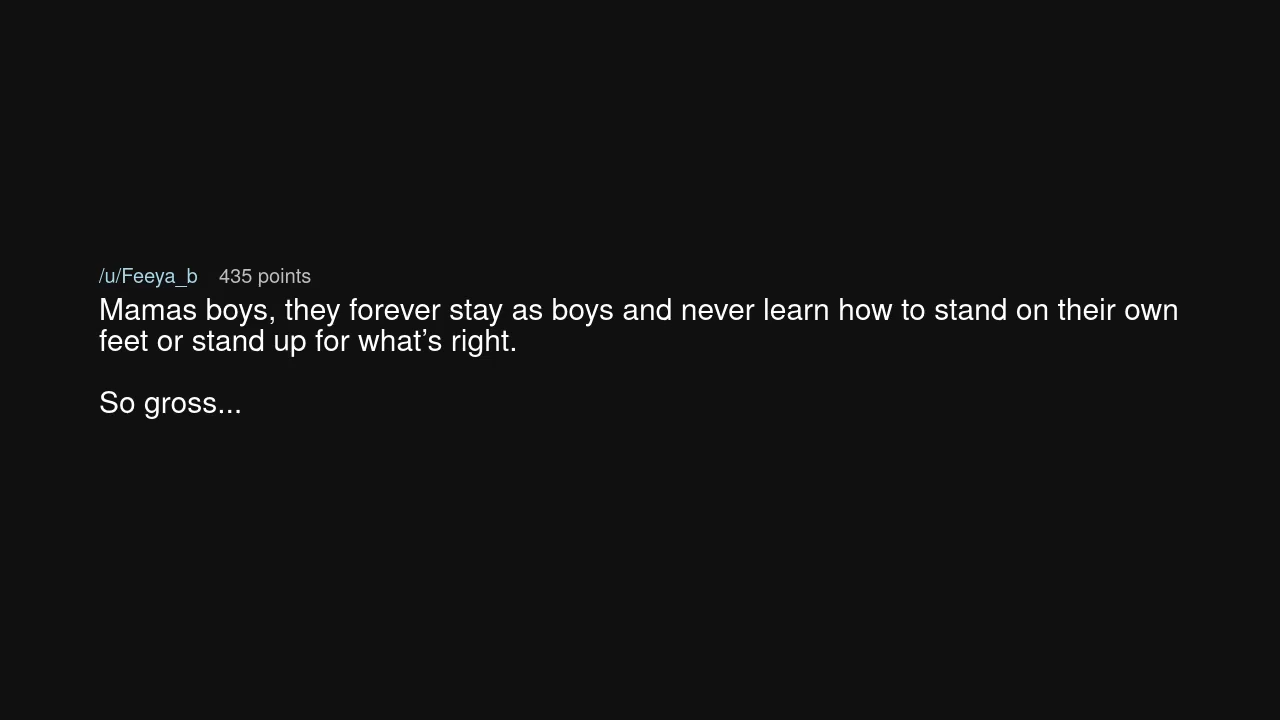 /u/Feeya_b 435 points
Mamas boys, they forever stay as boys and never learn how to stand on their own
feet or stand up for what’s right.
So gross...